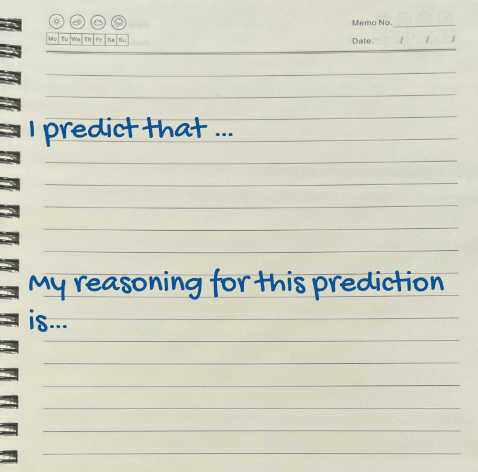 Memo No.
Mo Tu We Th Fr Sa Su
Date. / / /
I predict that ...
My reasoning for this prediction
is...